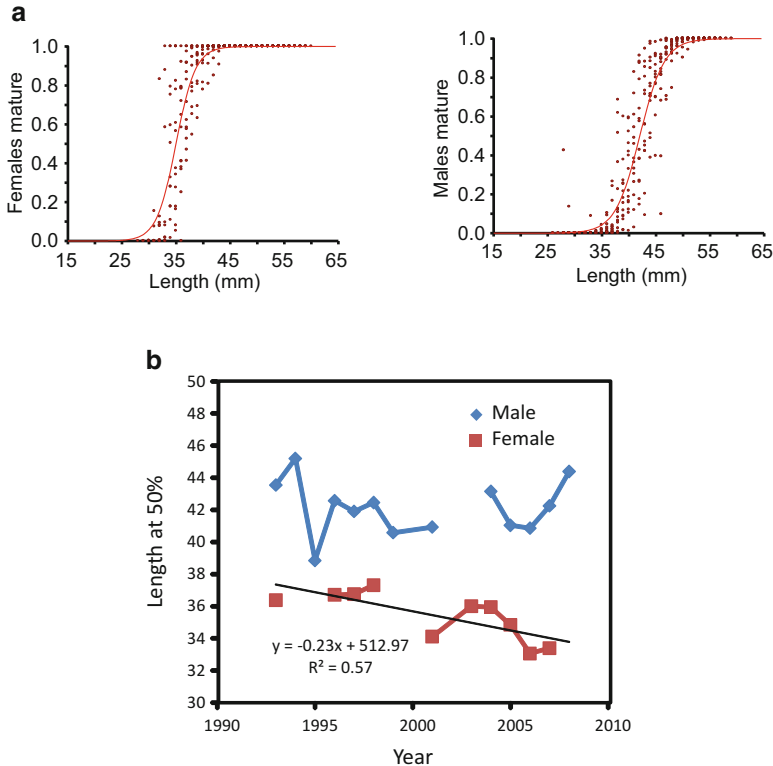 a
Females mature
1.0
0.8
0.6
0.4
0.2
0.0
15 25 35 45 55 65
Length (mm)
Males mature
1.0
0.8
0.6
0.4
0.2
0.0
15 25 35 45 55 65
Length (mm)
b
Length at 50%
50
48
46
44
42
40
38
36
34
32
30
Male
Female
y = -0.23x + 512.97
R² = 0.57
1990 1995 2000 2005 2010
Year